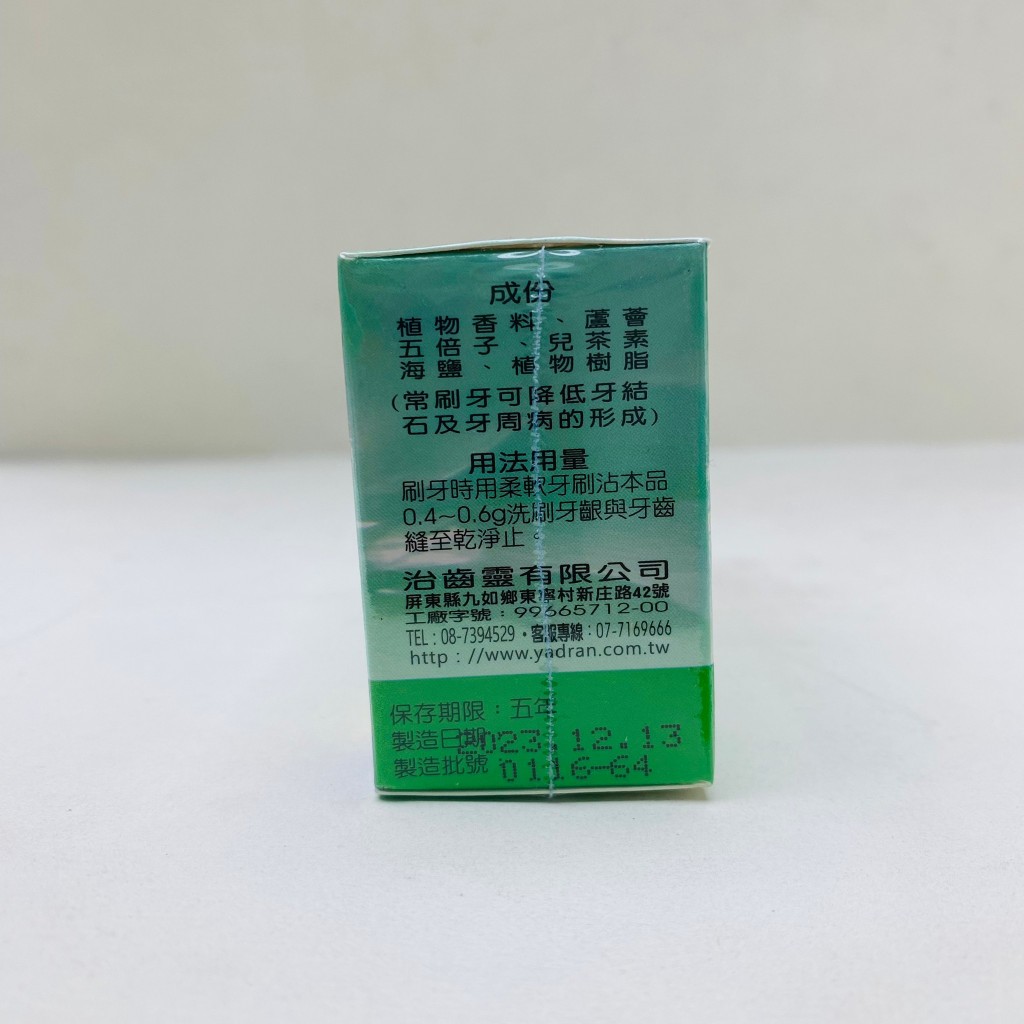 成份
植物香料、蘆薈
五倍子、兒茶素
海鹽、植物樹脂
(常刷牙可降低牙結
石及牙周病的形成)
用法用量
刷牙時用柔軟牙刷沾本品
0.4～0.6g洗刷牙齦與牙齒
縫至乾淨止。
治齒靈有限公司
屏東縣九如鄉東寧村新庄路42號
工廠字號：99665712-00
TEL：08-7394529・客服專線：07-7169666
http：//www.yadran.com.tw
保存期限：五年
製造日期 2023.12.13
製造批號 0116-64